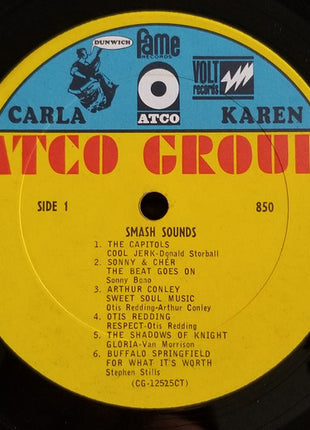 DUNWICH
fame
RECORDS
VOLT
records
CARLA
ATCO
KAREN
ATCO GROUP
SIDE 1
850
SMASH SOUNDS
1. THE CAPITOLS
COOL JERK-Donald Storball
2. SONNY & CHÉR
THE BEAT GOES ON
Sonny Bono
3. ARTHUR CONLEY
SWEET SOUL MUSIC
Otis Redding-Arthur Conley
4. OTIS REDDING
RESPECT-Otis Redding
5. THE SHADOWS OF KNIGHT
GLORIA-Van Morrison
6. BUFFALO SPRINGFIELD
FOR WHAT IT'S WORTH
Stephen Stills
(CG-12525CT)